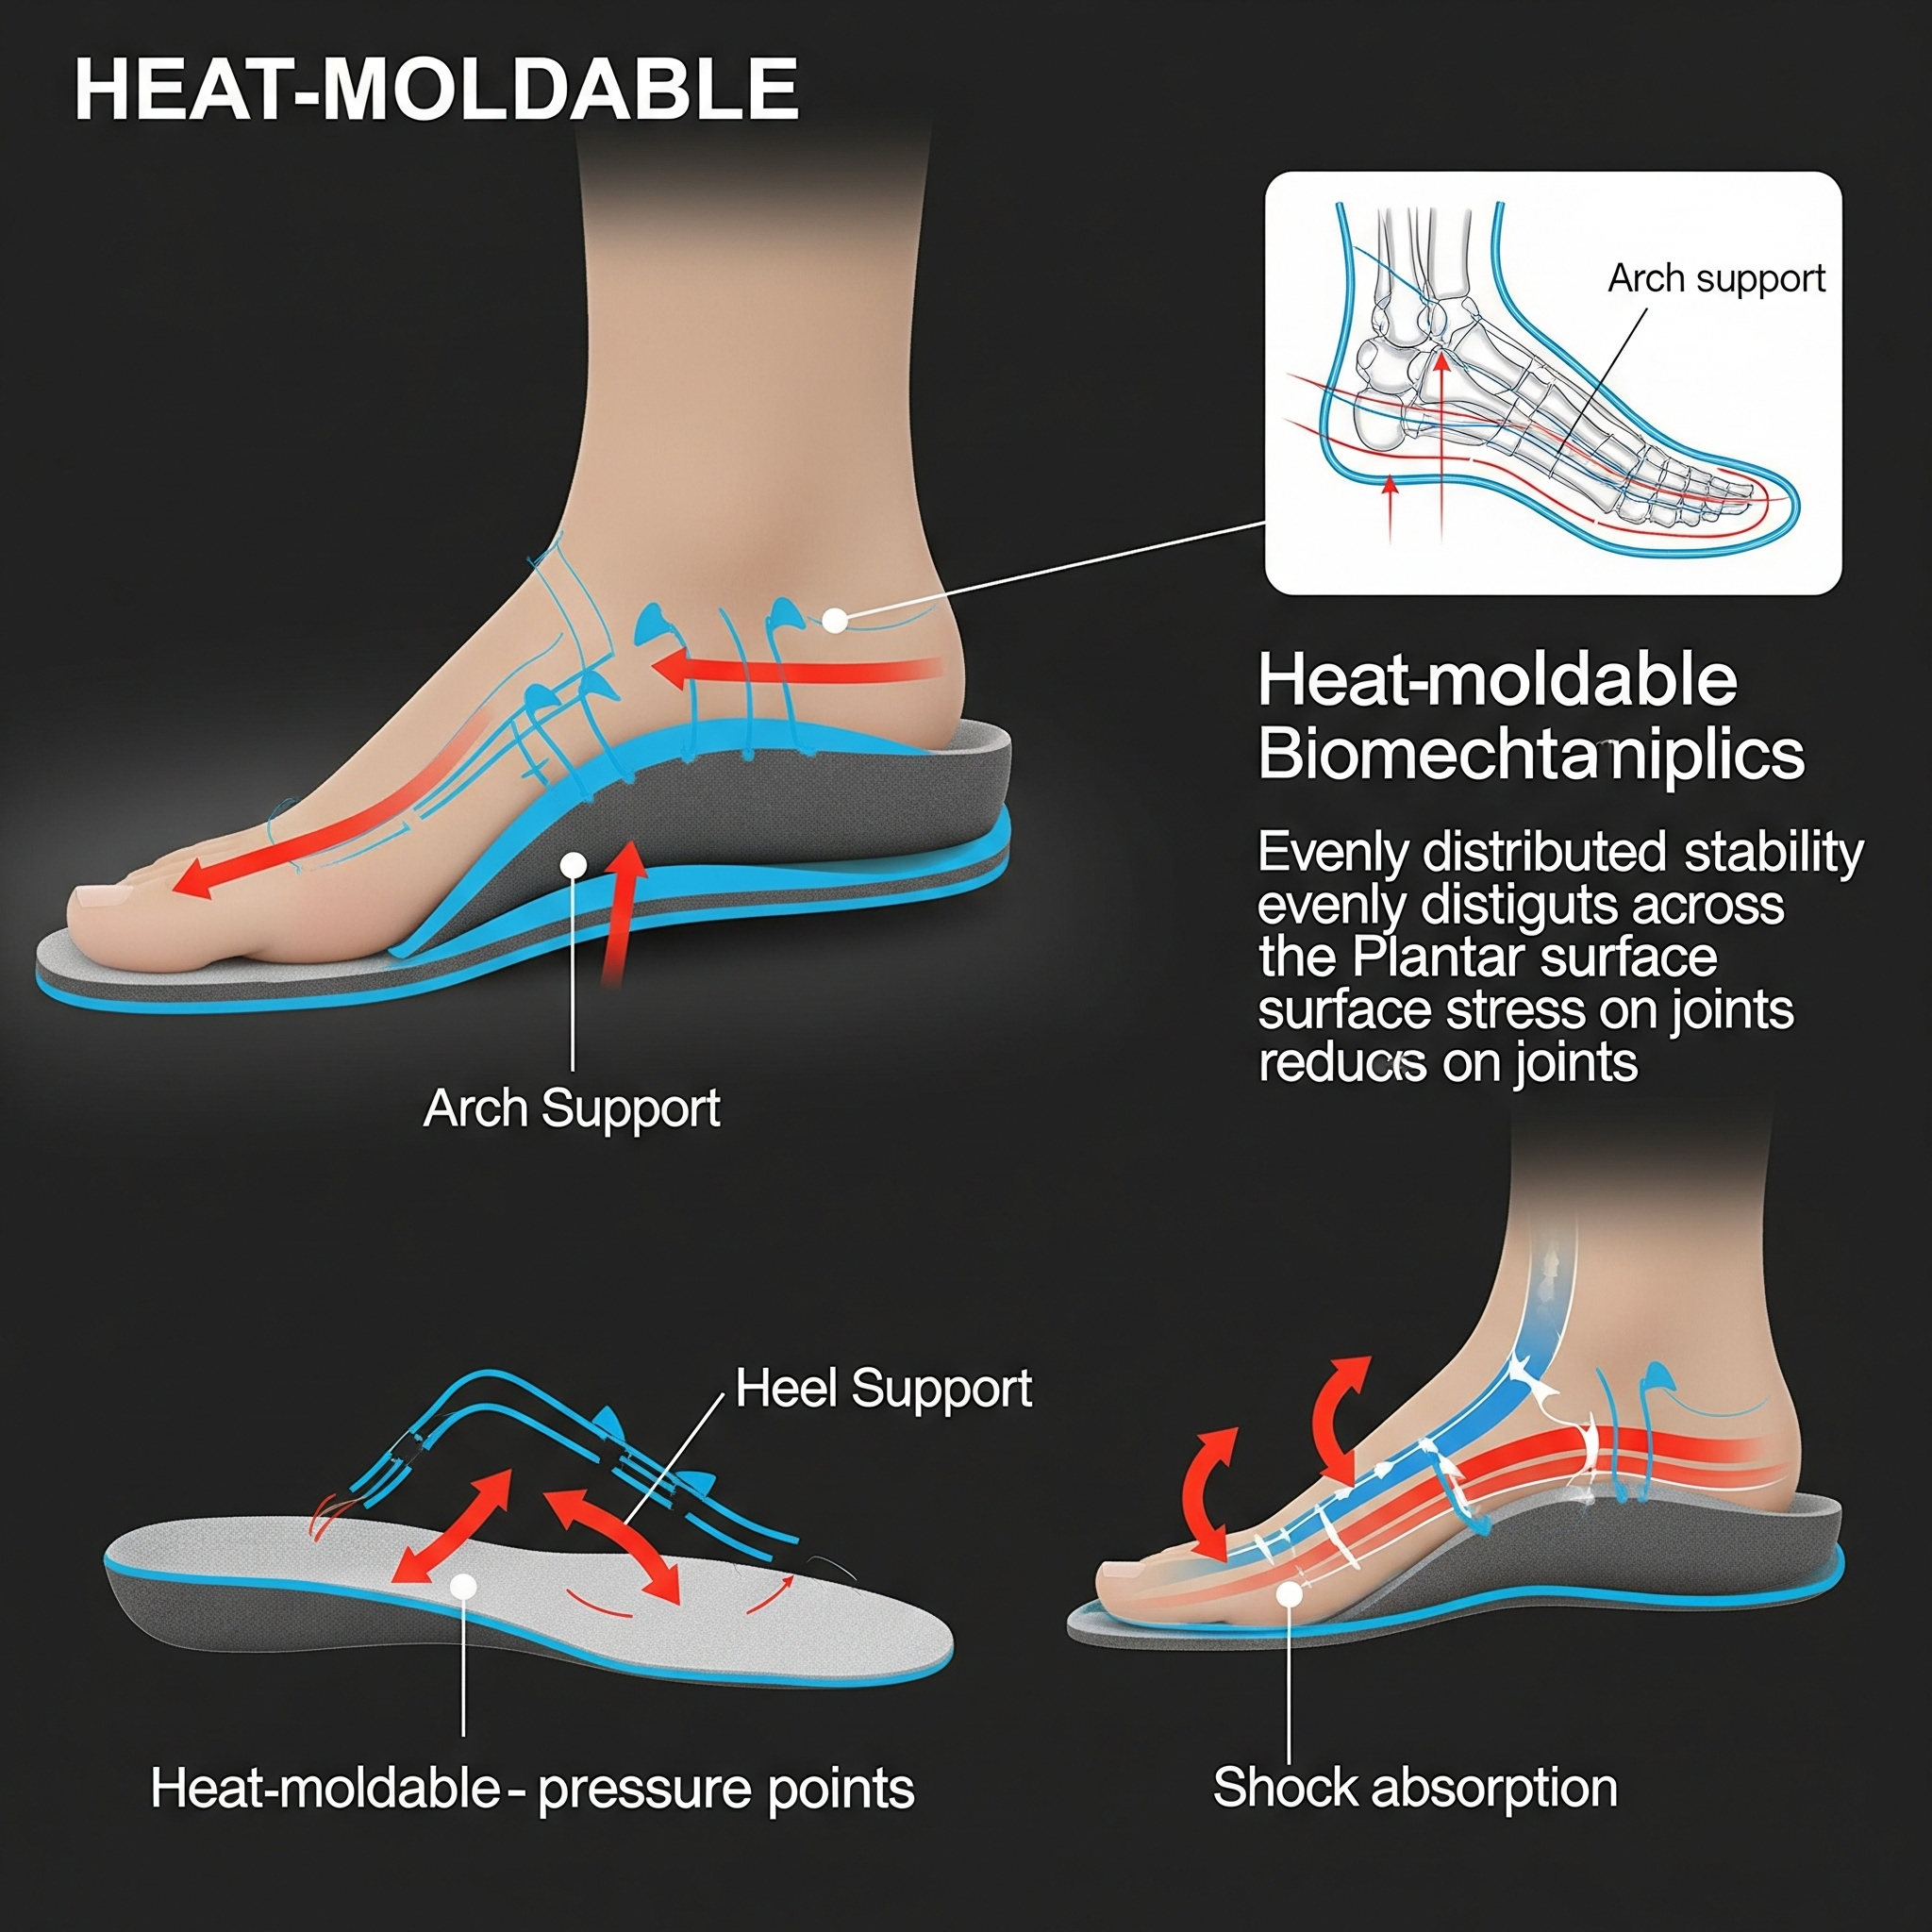 HEAT-MOLDABLE
Arch support
Heat-moldable
Biomechtaniplics
Evenly distributed stability
evenly distiguts across
the Plantar surface
surface stress on joints
reducrs on joints
Arch Support
Heel Support
Heat-moldable - pressure points
Shock absorption